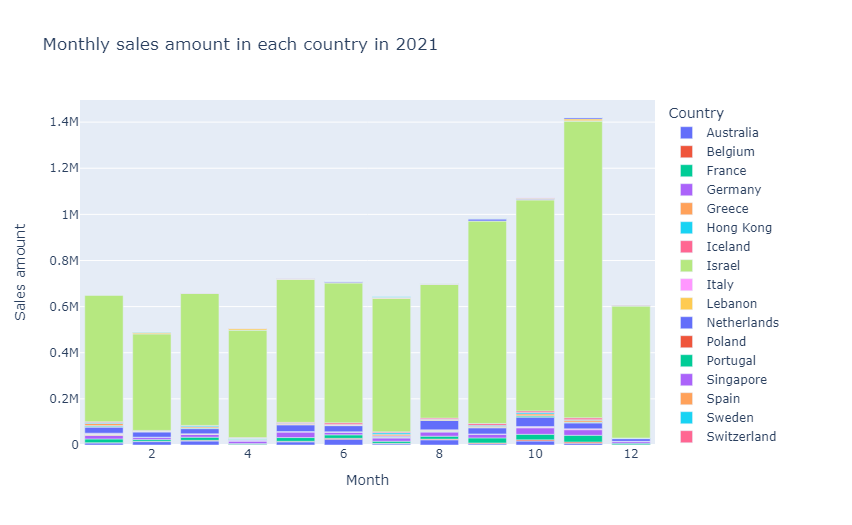 Monthly sales amount in each country in 2021
Sales amount
1.4M
1.2M
1M
0.8M
0.6M
0.4M
0.2M
0
2
4
6
8
10
12
Month
Country
Australia
Belgium
France
Germany
Greece
Hong Kong
Iceland
Israel
Italy
Lebanon
Netherlands
Poland
Portugal
Singapore
Spain
Sweden
Switzerland